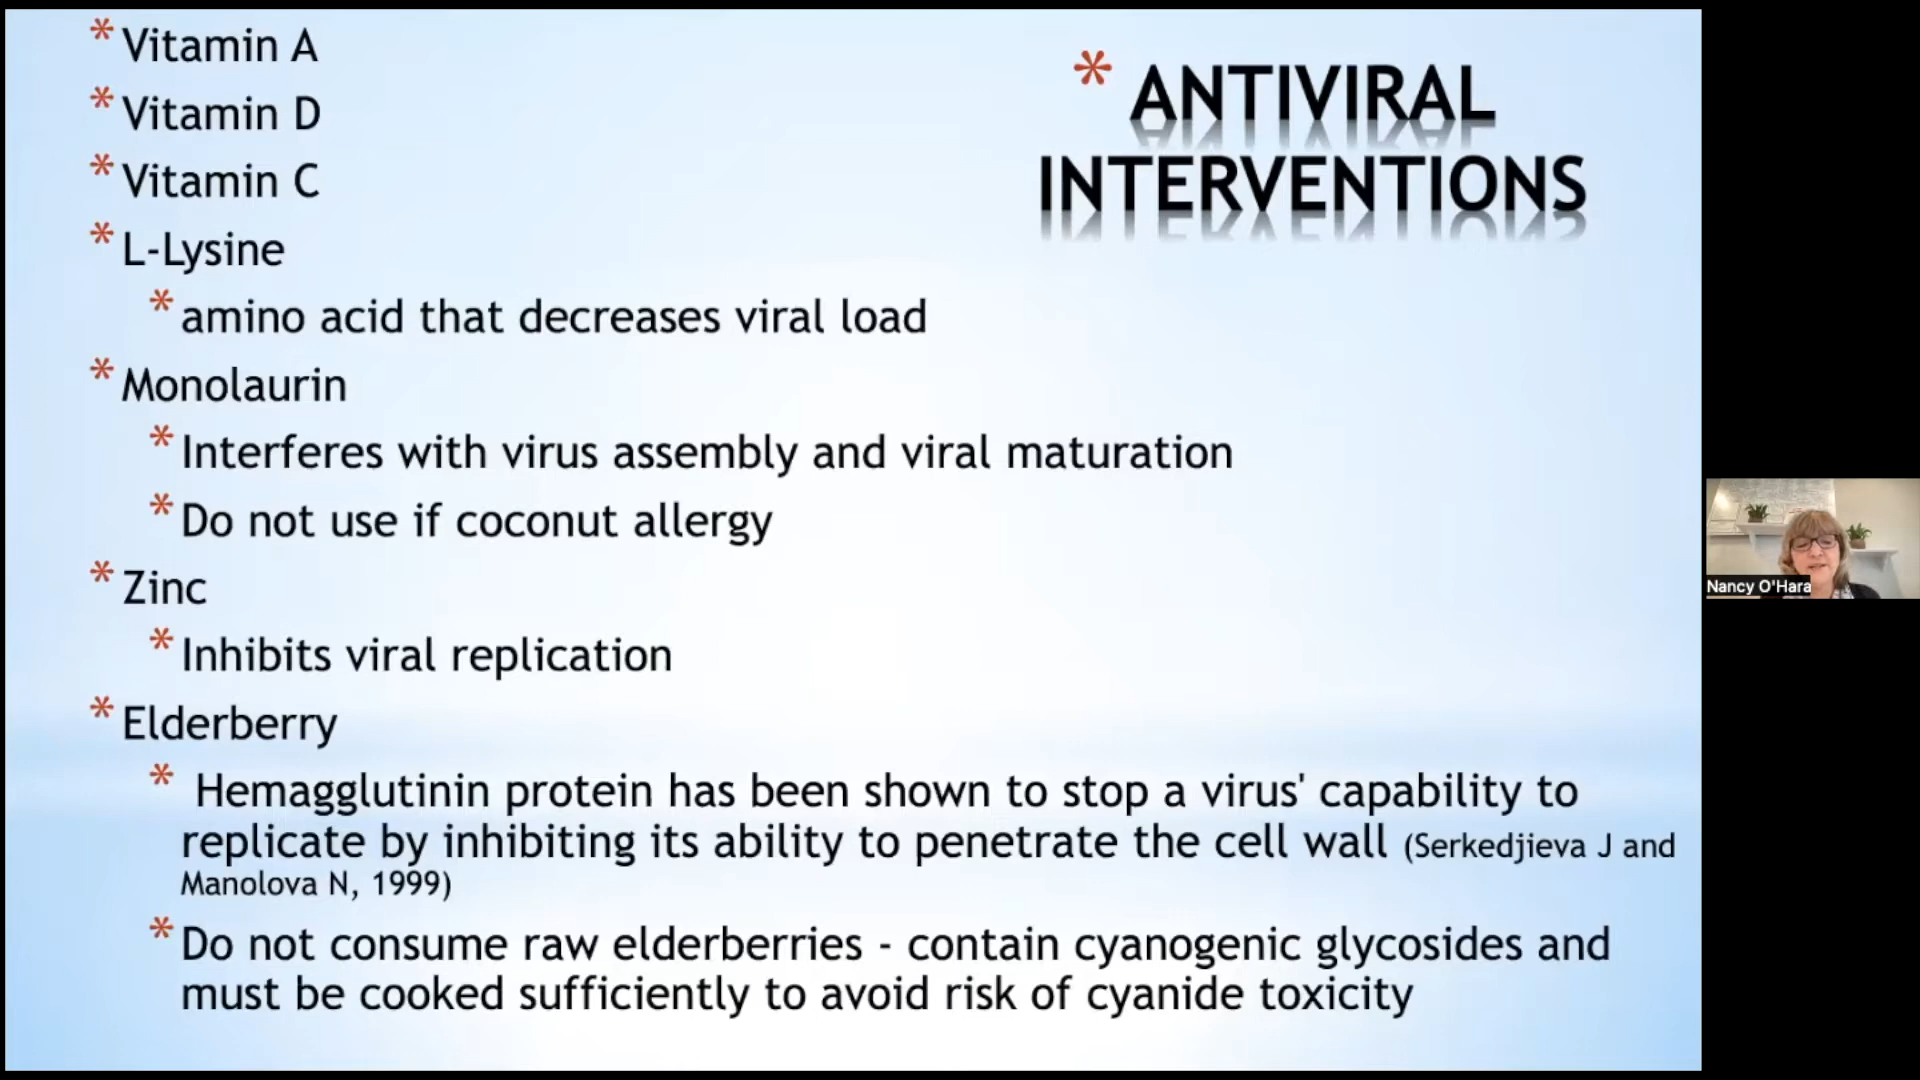 * Vitamin A
* Vitamin D
* Vitamin C
* L-Lysine
* amino acid that decreases viral load
* Monolaurin
* Interferes with virus assembly and viral maturation
* Do not use if coconut allergy
* Zinc
* Inhibits viral replication
* Elderberry
* Hemagglutinin protein has been shown to stop a virus' capability to
replicate by inhibiting its ability to penetrate the cell wall (Serkedjieva J and
Manolova N, 1999)
* Do not consume raw elderberries - contain cyanogenic glycosides and
must be cooked sufficiently to avoid risk of cyanide toxicity
* ANTIVIRAL
INTERVENTIONS
Nancy O'Hara